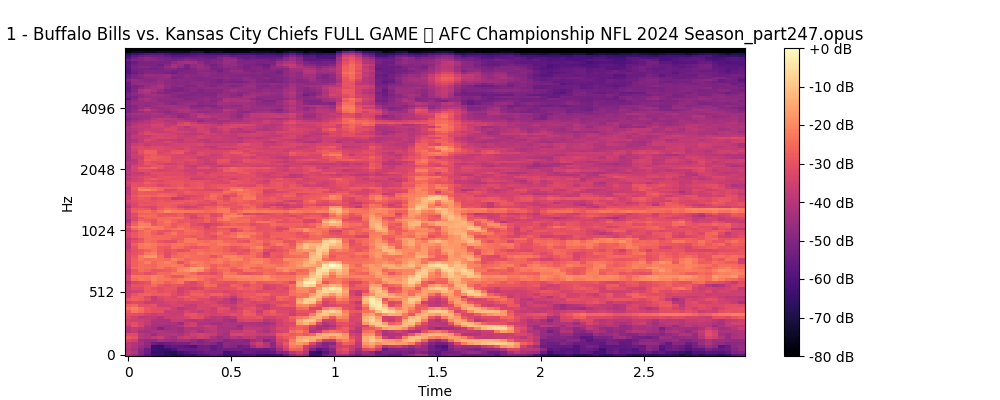 1 - Buffalo Bills vs. Kansas City Chiefs FULL GAME ▯ AFC Championship NFL 2024 Season_part247.opus
+0 dB
-10 dB
-20 dB
-30 dB
-40 dB
-50 dB
-60 dB
-70 dB
-80 dB
4096
2048
1024
512
0
Hz
0
0.5
1
1.5
2
2.5
Time